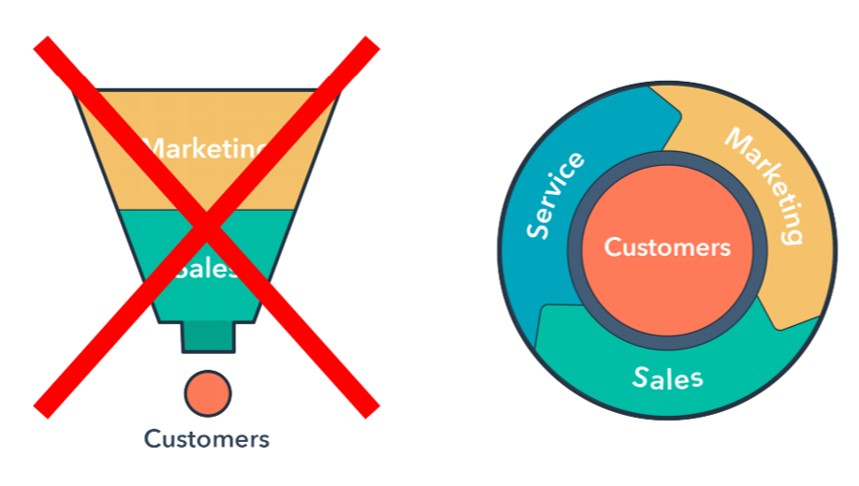 Marketing
Sales
Customers
Service
Marketing
Customers
Sales